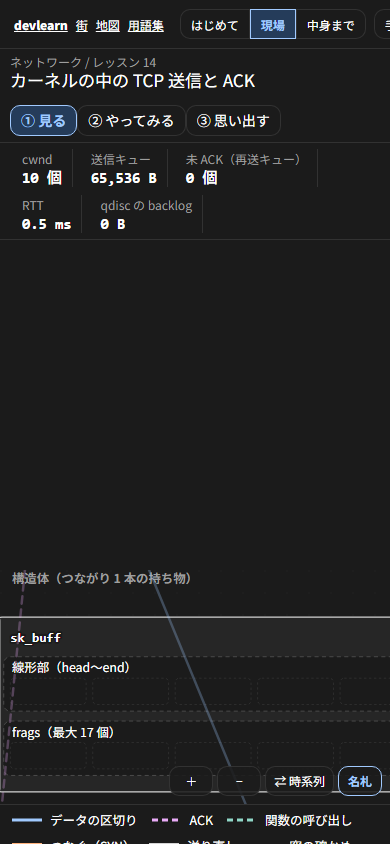 devlearn 街 地図 用語集 はじめて 現場 中身まで
ネットワーク / レッスン 14
カーネルの中の TCP 送信と ACK
① 見る ② やってみる ③ 思い出す
cwnd 送信キュー 未 ACK（再送キュー）
10 個 65,536 B 0 個
RTT qdisc の backlog
0.5 ms 0 B
構造体（つながり 1 本の持ち物）
sk_buff
線形部（head〜end）
frags（最大 17 個）
＋ − ⇄ 時系列 名札
データの区切り ACK 関数の呼び出し